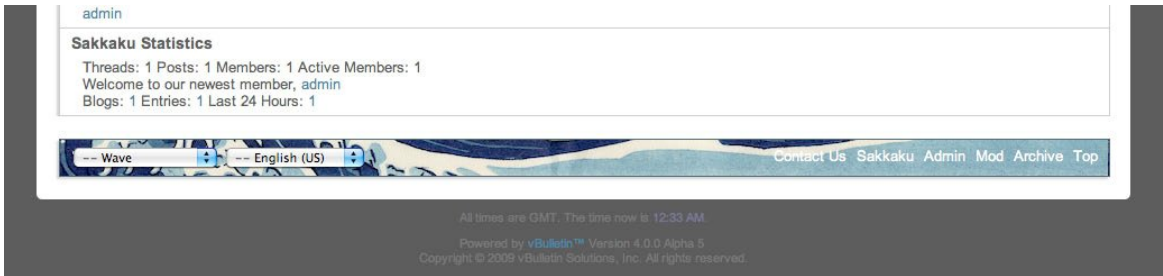 admin
Sakkaku Statistics
Threads: 1 Posts: 1 Members: 1 Active Members: 1
Welcome to our newest member, admin
Blogs: 1 Entries: 1 Last 24 Hours: 1
-- Wave -- English (US) Contact Us Sakkaku Admin Mod Archive Top
All times are GMT. The time now is 12:33 AM.
Powered by vBulletin™ Version 4.0.0 Alpha 5
Copyright © 2009 vBulletin Solutions, Inc. All rights reserved.